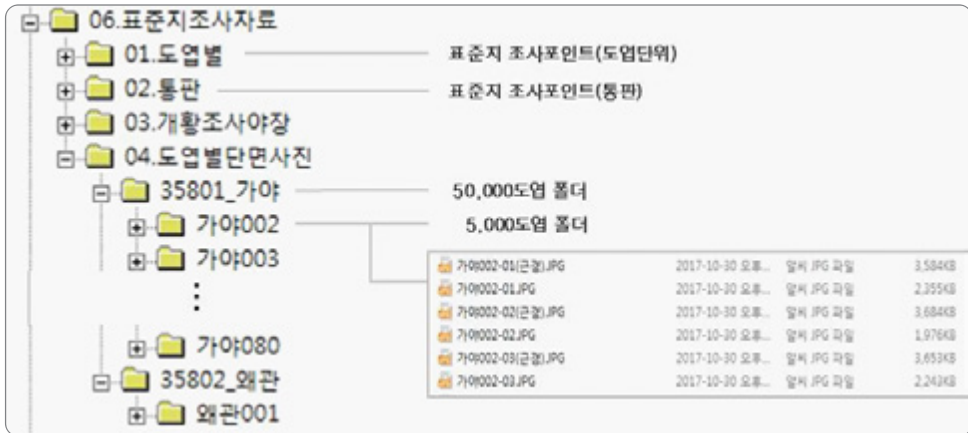 06.표준지조사자료
01.도엽별 표준지 조사포인트(도엽단위)
02.통판 표준지 조사포인트(통판)
03.개황조사야장
04.도엽별단면사진
35801_가야 50,000도엽 폴더
가야002 5,000도엽 폴더
가야003
가야002-01(근경).JPG 2017-10-30 오후... 알씨 JPG 파일 3,584KB
가야002-01.JPG 2017-10-30 오후... 알씨 JPG 파일 2,355KB
가야002-02(근경).JPG 2017-10-30 오후... 알씨 JPG 파일 3,684KB
가야002-02.JPG 2017-10-30 오후... 알씨 JPG 파일 1,976KB
가야002-03(근경).JPG 2017-10-30 오후... 알씨 JPG 파일 3,653KB
가야002-03.JPG 2017-10-30 오후... 알씨 JPG 파일 2,243KB
가야080
35802_왜관
왜관001